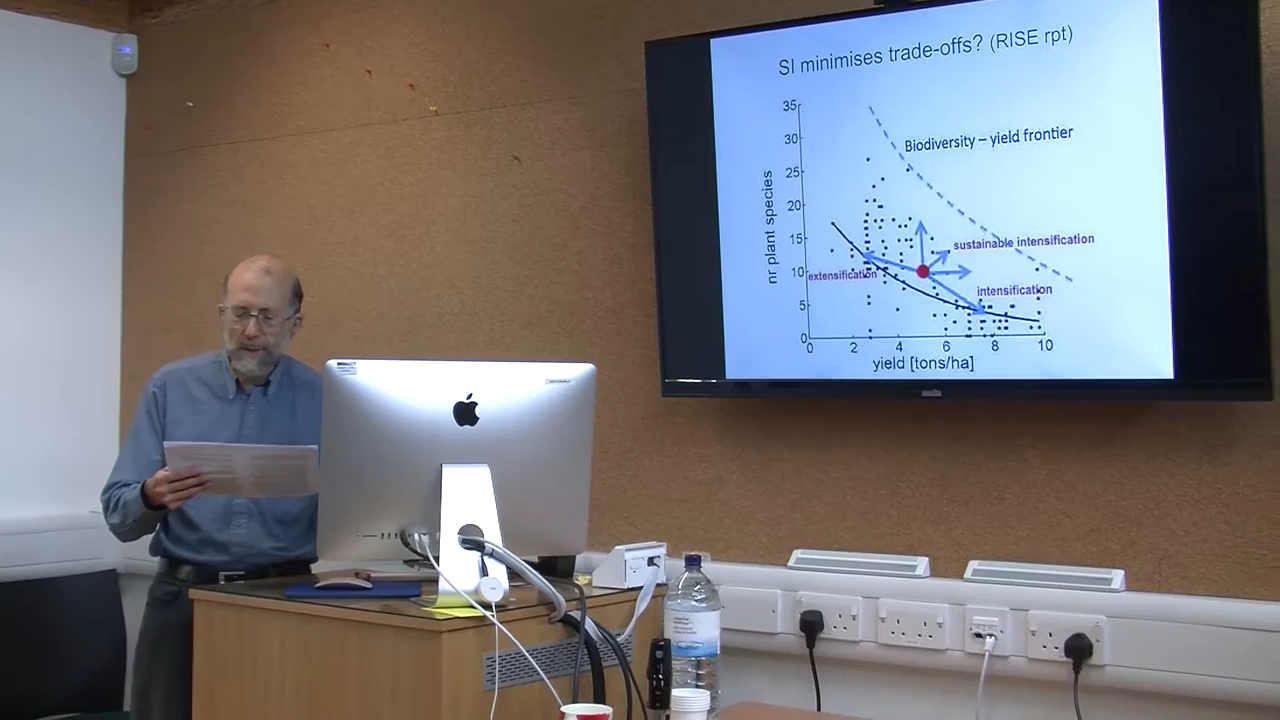 SI minimises trade-offs? (RISE rpt)
35
30
25
20
15
10
5
0
nr plant species
Biodiversity – yield frontier
sustainable intensification
extensification
intensification
0 2 4 6 8 10
yield [tons/ha]